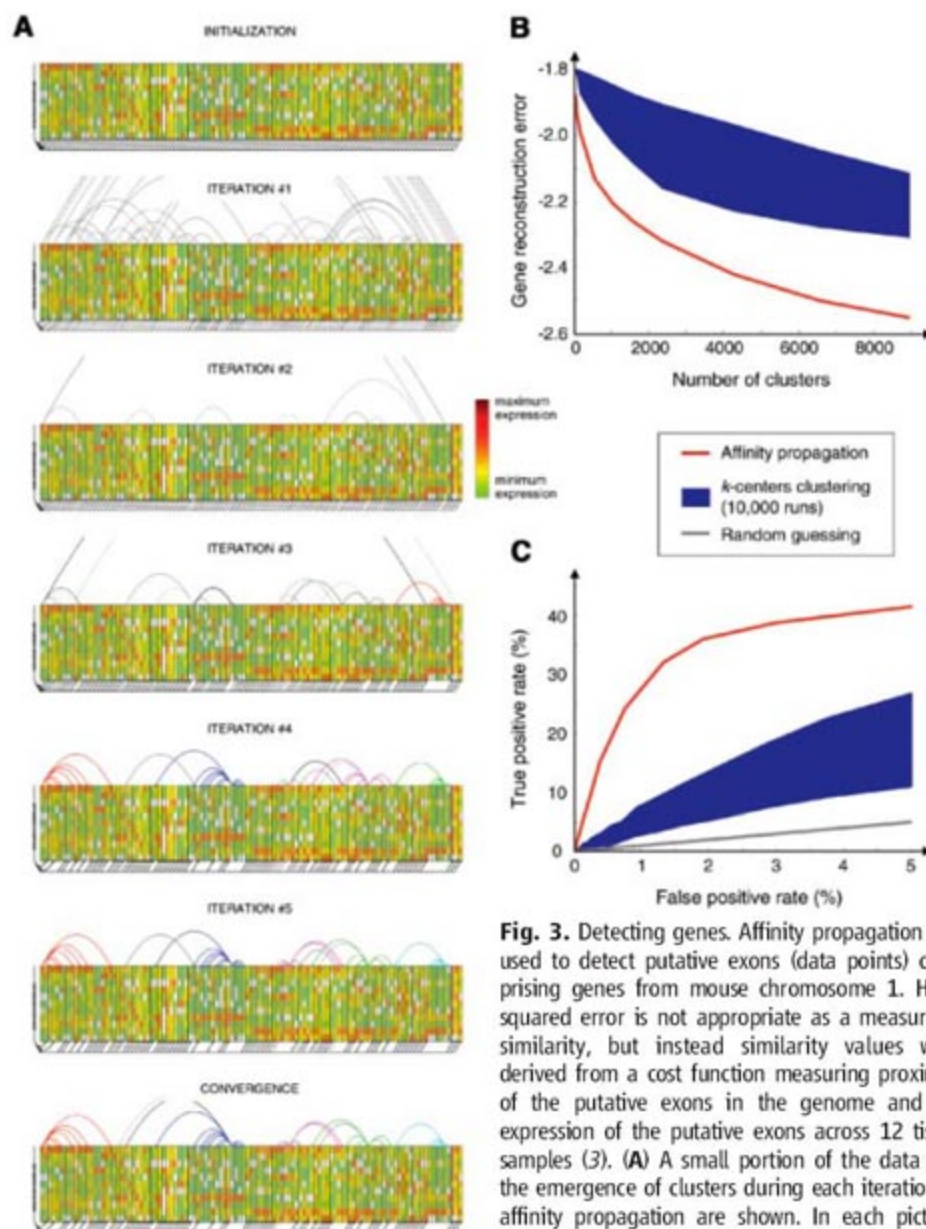 A
INITIALIZATION
ITERATION #1
ITERATION #2
maximum
expression
minimum
expression
ITERATION #3
ITERATION #4
ITERATION #5
CONVERGENCE
B
-1.8
-2.0
-2.2
-2.4
-2.6
Gene reconstruction error
0 2000 4000 6000 8000
Number of clusters
Affinity propagation
k-centers clustering
(10,000 runs)
Random guessing
C
40
30
20
10
0
True positive rate (%)
0 1 2 3 4 5
False positive rate (%)
Fig. 3. Detecting genes. Affinity propagation
used to detect putative exons (data points) c
prising genes from mouse chromosome 1. H
squared error is not appropriate as a measur
similarity, but instead similarity values w
derived from a cost function measuring proxin
of the putative exons in the genome and
expression of the putative exons across 12 tis
samples (3). (A) A small portion of the data
the emergence of clusters during each iteratio
affinity propagation are shown. In each pict